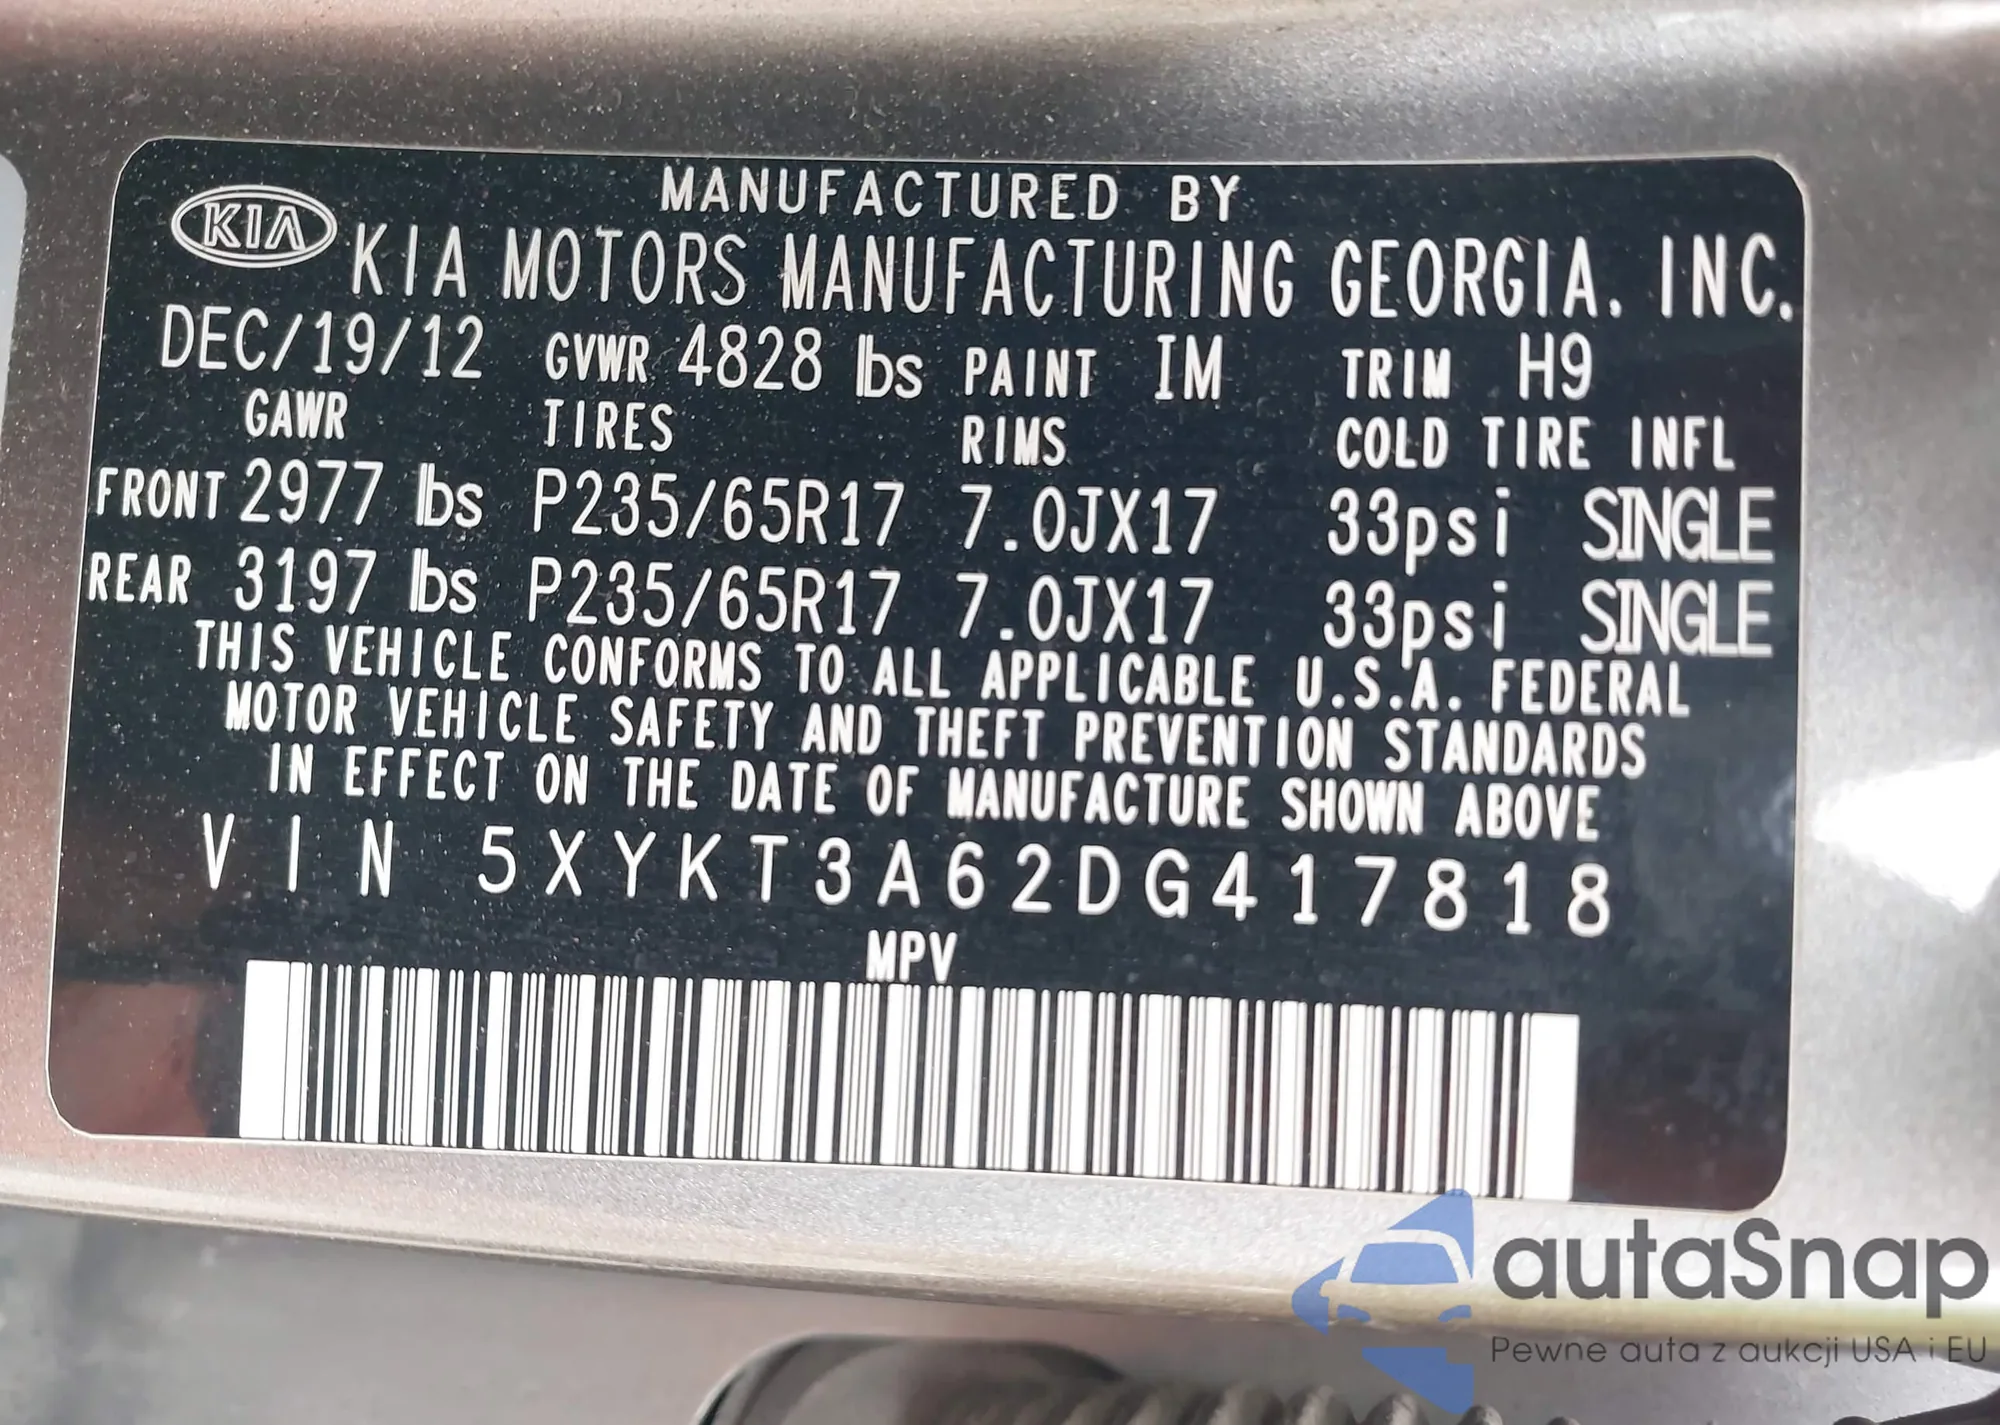 MANUFACTURED BY
KIA KIA MOTORS MANUFACTURING GEORGIA, INC.
DEC/19/12 GVWR 4828 lbs PAINT IM TRIM H9
GAWR TIRES RIMS COLD TIRE INFL
FRONT 2977 lbs P235/65R17 7.0JX17 33psi SINGLE
REAR 3197 lbs P235/65R17 7.0JX17 33psi SINGLE
THIS VEHICLE CONFORMS TO ALL APPLICABLE U.S.A. FEDERAL
MOTOR VEHICLE SAFETY AND THEFT PREVENTION STANDARDS
IN EFFECT ON THE DATE OF MANUFACTURE SHOWN ABOVE
VIN 5XYKT3A62DG417818
MPV
autaSnap
Pewne auta z aukcji USA i EU